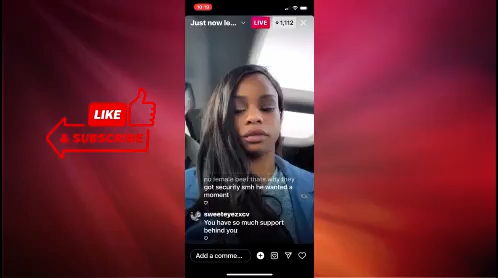 10:13
Just now le...
LIVE
1,112
LIKE
& SUBSCRIBE
no female beef thats why they
got security smh he wanted a
moment
sweeteyezxcv
You have so much support
behind you
Add a comme...